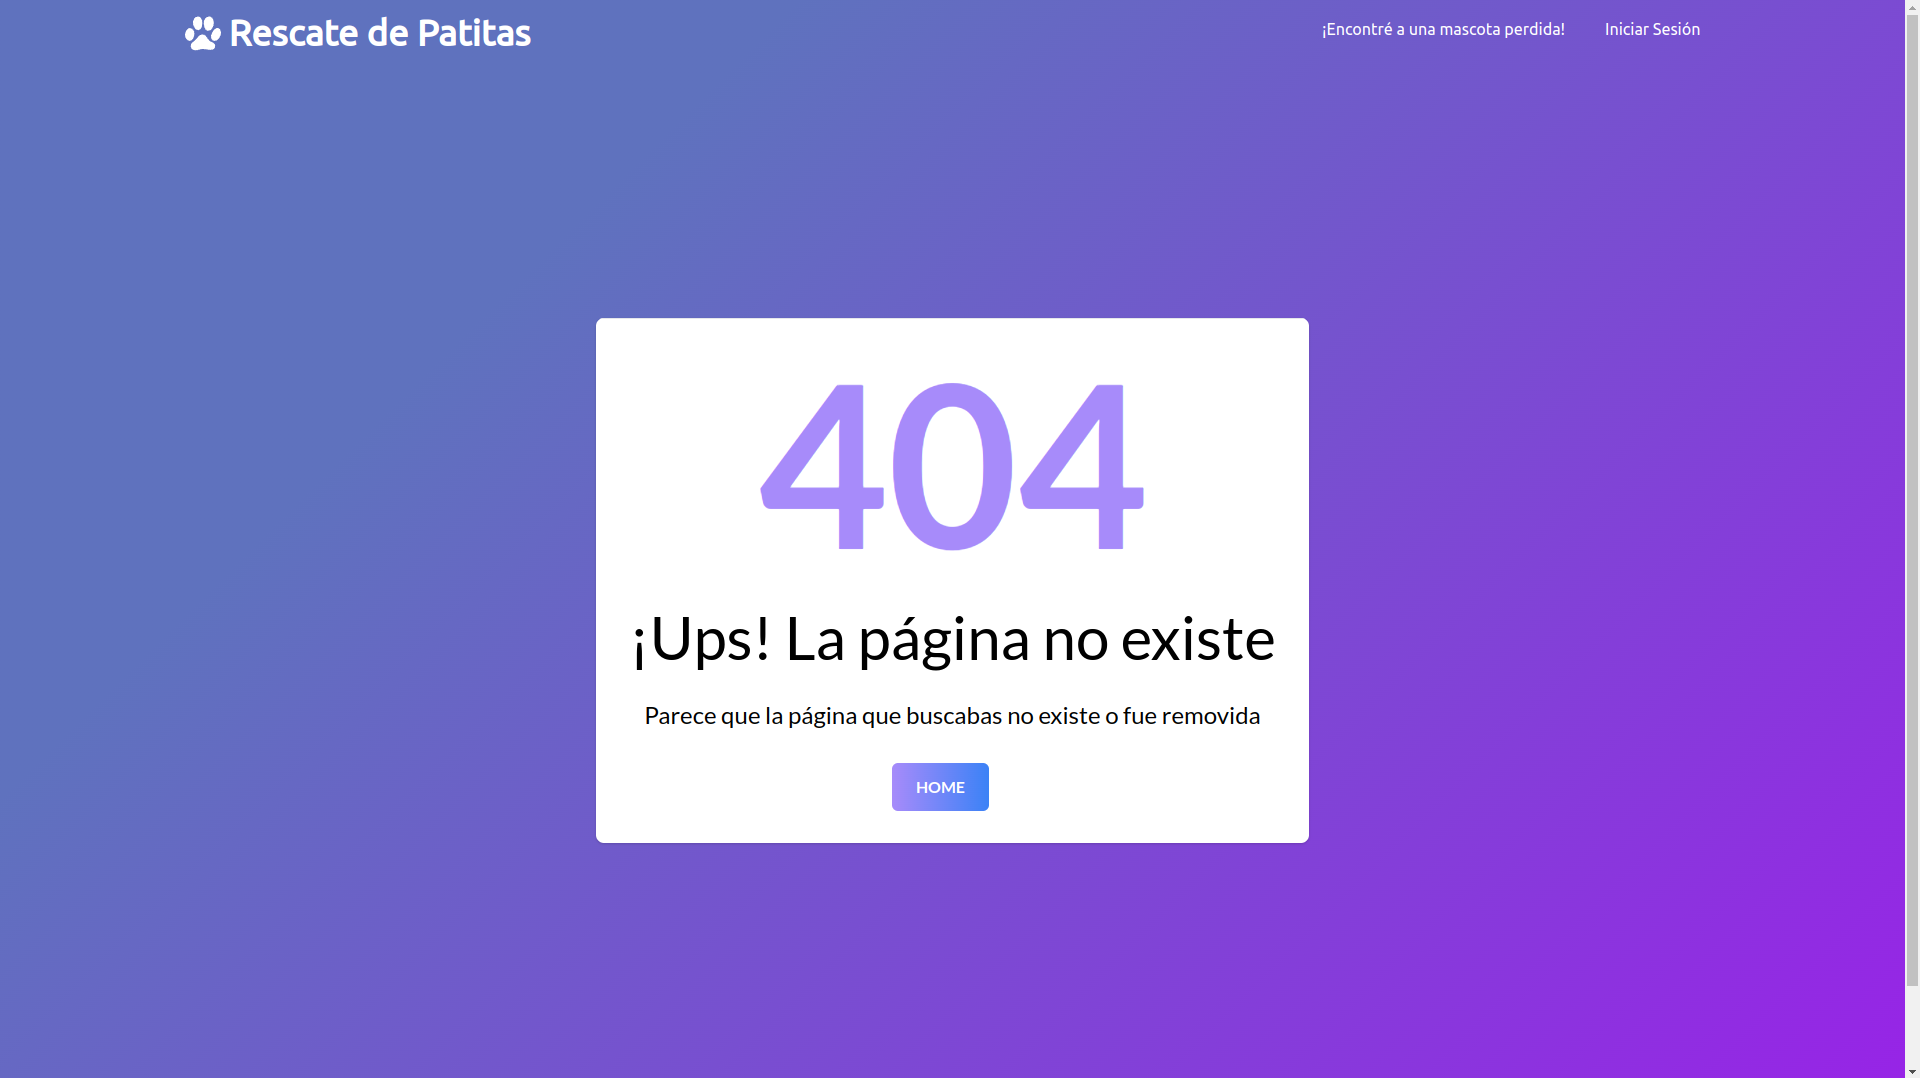 Rescate de Patitas
¡Encontré a una mascota perdida!
Iniciar Sesión
404
¡Ups! La página no existe
Parece que la página que buscabas no existe o fue removida
HOME